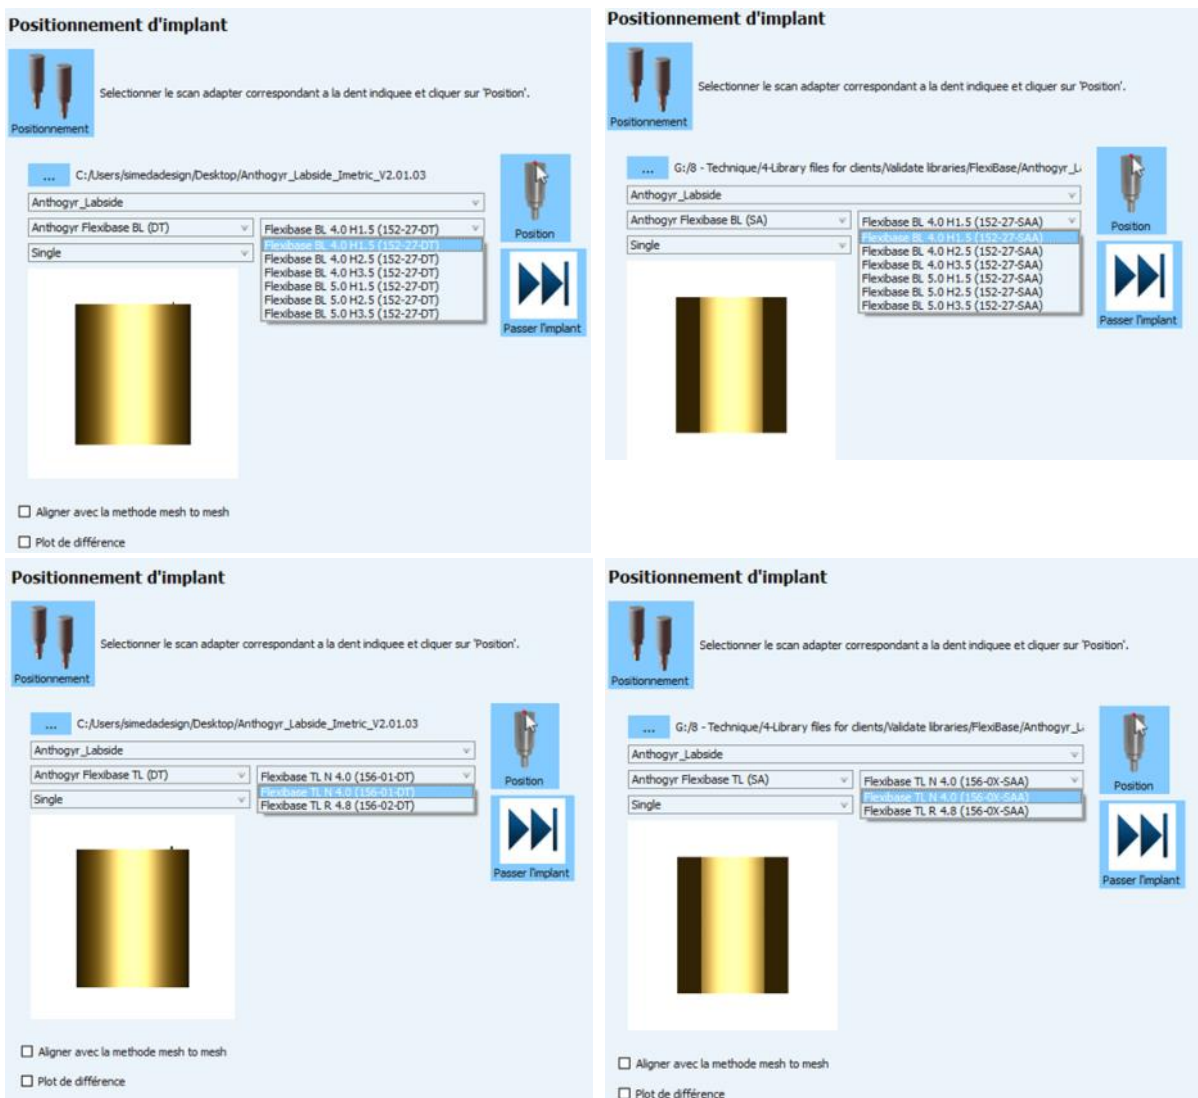 Positionnement d'implant
Selectionner le scan adapter correspondant a la dent indiquee et cliquer sur 'Position'.
Positionnement
... C:/Users/simedadesign/Desktop/Anthogyr_Labside_Imetric_V2.01.03
Anthogyr_Labside
Anthogyr Flexibase BL (DT)
Flexibase BL 4.0 H1.5 (152-27-DT)
Position
Single
Flexibase BL 4.0 H1.5 (152-27-DT)
Flexibase BL 4.0 H2.5 (152-27-DT)
Flexibase BL 4.0 H3.5 (152-27-DT)
Flexibase BL 5.0 H1.5 (152-27-DT)
Flexibase BL 5.0 H2.5 (152-27-DT)
Flexibase BL 5.0 H3.5 (152-27-DT)
Passer l'implant
Aligner avec la methode mesh to mesh
Plot de différence
Positionnement d'implant
Selectionner le scan adapter correspondant a la dent indiquee et cliquer sur 'Position'.
Positionnement
... G:/8 - Technique/4-Library files for clients/Validate libraries/FlexiBase/Anthogyr_L
Anthogyr_Labside
Anthogyr Flexibase BL (SA)
Flexibase BL 4.0 H1.5 (152-27-SAA)
Position
Single
Flexibase BL 4.0 H1.5 (152-27-SAA)
Flexibase BL 4.0 H2.5 (152-27-SAA)
Flexibase BL 4.0 H3.5 (152-27-SAA)
Flexibase BL 5.0 H1.5 (152-27-SAA)
Flexibase BL 5.0 H2.5 (152-27-SAA)
Flexibase BL 5.0 H3.5 (152-27-SAA)
Passer l'implant
Positionnement d'implant
Selectionner le scan adapter correspondant a la dent indiquee et cliquer sur 'Position'.
Positionnement
... C:/Users/simedadesign/Desktop/Anthogyr_Labside_Imetric_V2.01.03
Anthogyr_Labside
Anthogyr Flexibase TL (DT)
Flexibase TL N 4.0 (156-01-DT)
Position
Single
Flexibase TL N 4.0 (156-01-DT)
Flexibase TL R 4.8 (156-02-DT)
Passer l'implant
Aligner avec la methode mesh to mesh
Plot de différence
Positionnement d'implant
Selectionner le scan adapter correspondant a la dent indiquee et cliquer sur 'Position'.
Positionnement
... G:/8 - Technique/4-Library files for clients/Validate libraries/FlexiBase/Anthogyr_L
Anthogyr_Labside
Anthogyr Flexibase TL (SA)
Flexibase TL N 4.0 (156-0X-SAA)
Position
Single
Flexibase TL N 4.0 (156-0X-SAA)
Flexibase TL R 4.8 (156-0X-SAA)
Passer l'implant
Aligner avec la methode mesh to mesh
Plot de différence